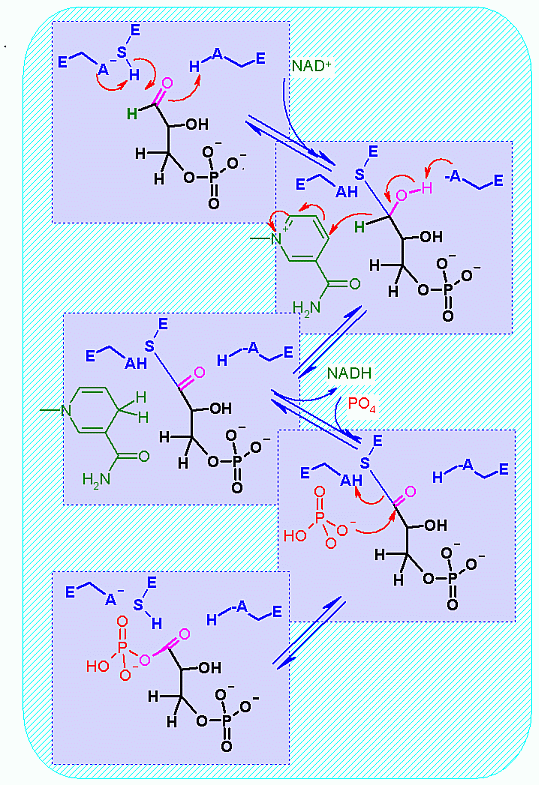 E
S
E A⁻ H
H A E
NAD⁺
O
H OH
H
H O P O⁻
O⁻
O
E
S
E AH
O H
-A E
H OH
N⁺
H
H O P O⁻
O⁻
O
O
H₂N
E
S
E AH
H -A E
O
NADH
PO₄
H
H
N
OH
H
H O P O⁻
O⁻
O
O
H₂N
E
S
E AH
H -A E
O
O
HO P O⁻
O
OH
H
H O P O⁻
O⁻
O
E
E A⁻ S H
H -A E
O
HO P O
O⁻
O
OH
H
H O P O⁻
O⁻
O